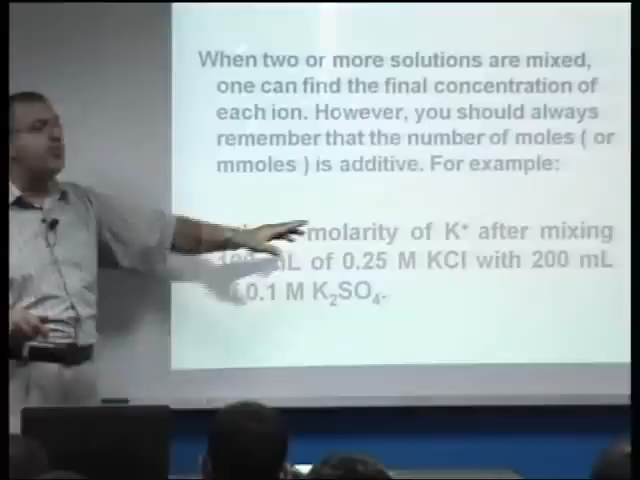 When two or more solutions are mixed,
one can find the final concentration of
each ion. However, you should always
remember that the number of moles ( or
mmoles ) is additive. For example:
molarity of K⁺ after mixing
100 mL of 0.25 M KCl with 200 mL
0.1 M K₂SO₄.